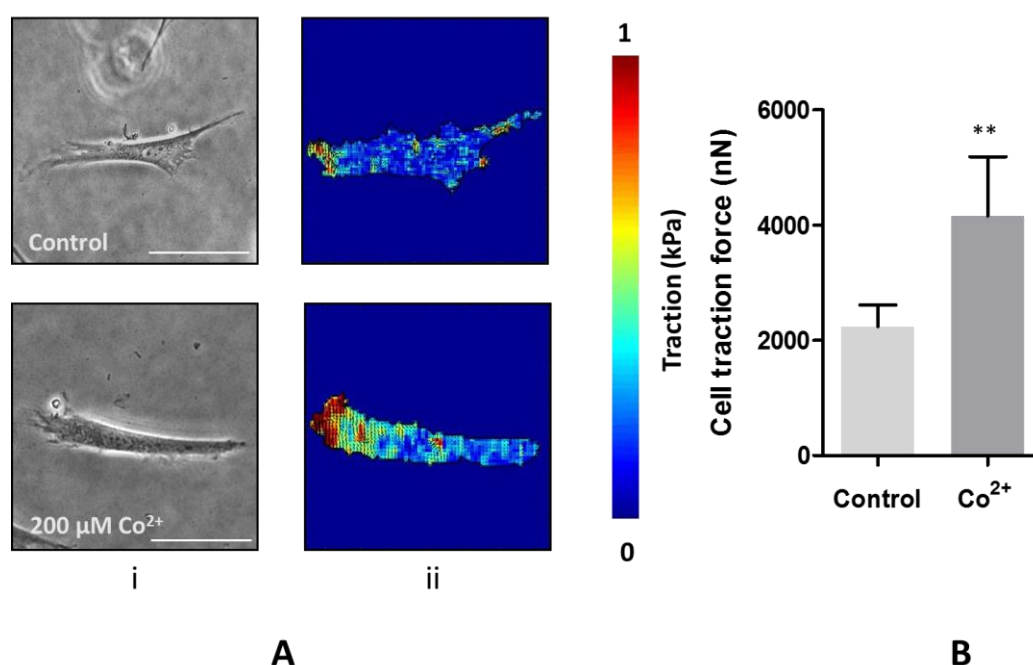 Control
200 μM Co²⁺
i
ii
A
1
Traction (kPa)
0
Cell traction force (nN)
6000
4000
2000
0
**
Control
Co²⁺
B